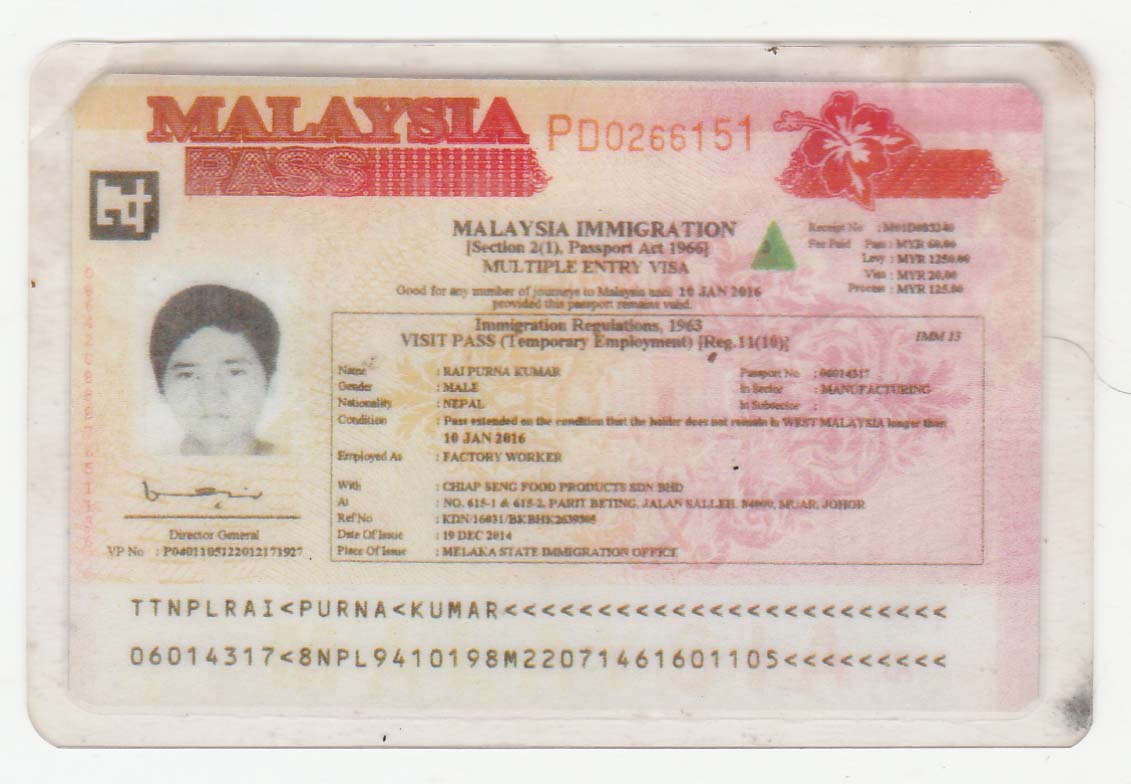 MALAYSIA
PASS
PD0266151
MALAYSIA IMMIGRATION
[Section 2(1), Passport Act 1966]
MULTIPLE ENTRY VISA
Good for any number of journeys to Malaysia until 10 JAN 2016
provided this passport remains valid.
Receipt No :
Fee Paid Pass : MYR 60.00
Levy : MYR 1250.00
Visa : MYR 20.00
Process : MYR 125.00
Immigration Regulations, 1963
VISIT PASS (Temporary Employment) [Reg.11(10)]
IMM 13
Name : RAI PURNA KUMAR
Passport No : 06014317
Gender : MALE
In Sector : MANUFACTURING
Nationality : NEPAL
In Subsector :
Condition : Pass extended on the condition that the holder does not remain in WEST MALAYSIA longer than
10 JAN 2016
Employed As : FACTORY WORKER
With : CHIAP SENG FOOD PRODUCTS SDN BHD
At : NO. 615-1 & 615-2, PARIT BETING, JALAN SALLEH, 84000, MUAR, JOHOR
Ref No :
Date Of Issue : 19 DEC 2014
Place Of Issue : MELAKA STATE IMMIGRATION OFFICE
Director General
VP No : P0401105122012171927
TTNPLRAI<PURNA<KUMAR<<<<<<<<<<<<<<<<<<<<<<<<
06014317<8NPL9410198M22071461601105<<<<<<<<<